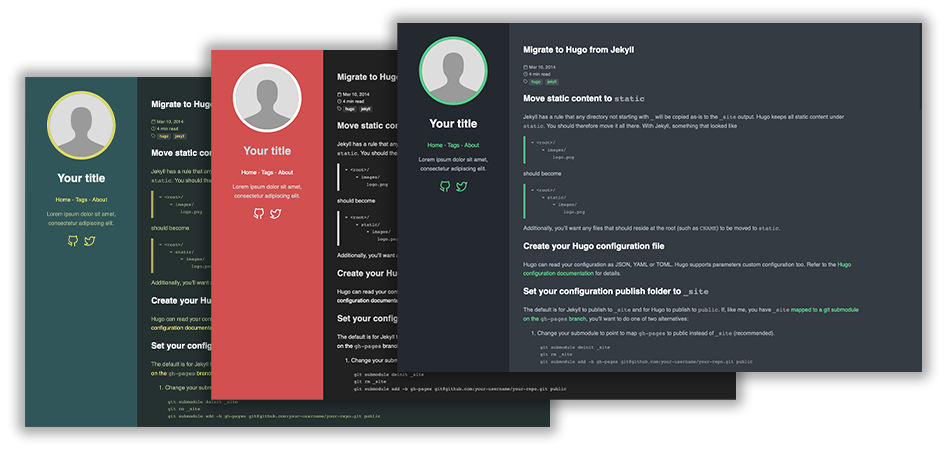 Your title
Home - Tags - About
Lorem ipsum dolor sit amet,
consectetur adipiscing elit.
Migrate to Hugo
Mar 10, 2014
4 min read
hugo jekyll
Move static con
Jekyll has a rule tha
static. You should
<root>/
images/
logo.png
should become
<root>/
static/
images/
logo.png
Additionally, you'll want
Create your Hu
Hugo can read your
configuration documenta
Set your config
The default is for Jekyll
on the gh-pages bran
1. Change your submod
git submodule deinit _site
git rm _site
git submodule add -b gh-pages git@github.com:your-username/your-repo.git public
Your title
Home - Tags - About
Lorem ipsum dolor sit amet,
consectetur adipiscing elit.
Migrate to Hugo
Mar 10, 2014
4 min read
hugo jekyll
Move static con
Jekyll has a rule tha
static. You should
<root>/
images/
logo.png
should become
<root>/
static/
images/
logo.png
Additionally, you'll want
Create your Hug
Hugo can read your
configuration documenta
Set your config
The default is for Jekyll
on the gh-pages bran
1. Change your submod
git submodule deinit _site
git rm _site
git submodule add -b gh-pages git@github.com:your-username/your-repo.git public
Your title
Home - Tags - About
Lorem ipsum dolor sit amet,
consectetur adipiscing elit.
Migrate to Hugo from Jekyll
Mar 10, 2014
4 min read
hugo jekyll
Move static content to static
Jekyll has a rule that any directory not starting with _ will be copied as-is to the _site output. Hugo keeps all static content under
static. You should therefore move it all there. With Jekyll, something that looked like
<root>/
images/
logo.png
should become
<root>/
static/
images/
logo.png
Additionally, you'll want any files that should reside at the root (such as CNAME) to be moved to static.
Create your Hugo configuration file
Hugo can read your configuration as JSON, YAML or TOML. Hugo supports parameters custom configuration too. Refer to the Hugo
configuration documentation for details.
Set your configuration publish folder to _site
The default is for Jekyll to publish to _site and for Hugo to publish to public. If, like me, you have _site mapped to a git submodule
on the gh-pages branch, you'll want to do one of two alternatives:
1. Change your submodule to point to map gh-pages to public instead of _site (recommended).
git submodule deinit _site
git rm _site
git submodule add -b gh-pages git@github.com:your-username/your-repo.git public